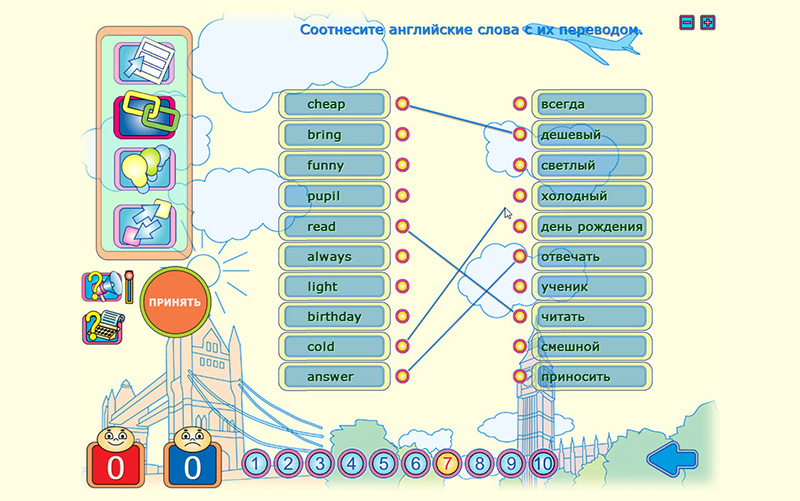 Соотнесите английские слова с их переводом.
cheap
bring
funny
pupil
read
always
light
birthday
cold
answer
всегда
дешевый
светлый
холодный
день рождения
отвечать
ученик
читать
смешной
приносить
ПРИНЯТЬ
0 0
1 2 3 4 5 6 7 8 9 10